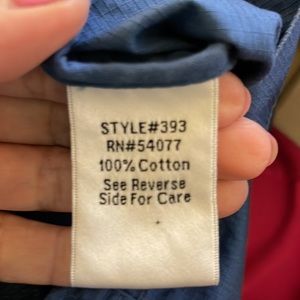 STYLE#393
RN#54077
100% Cotton
See Reverse
Side For Care